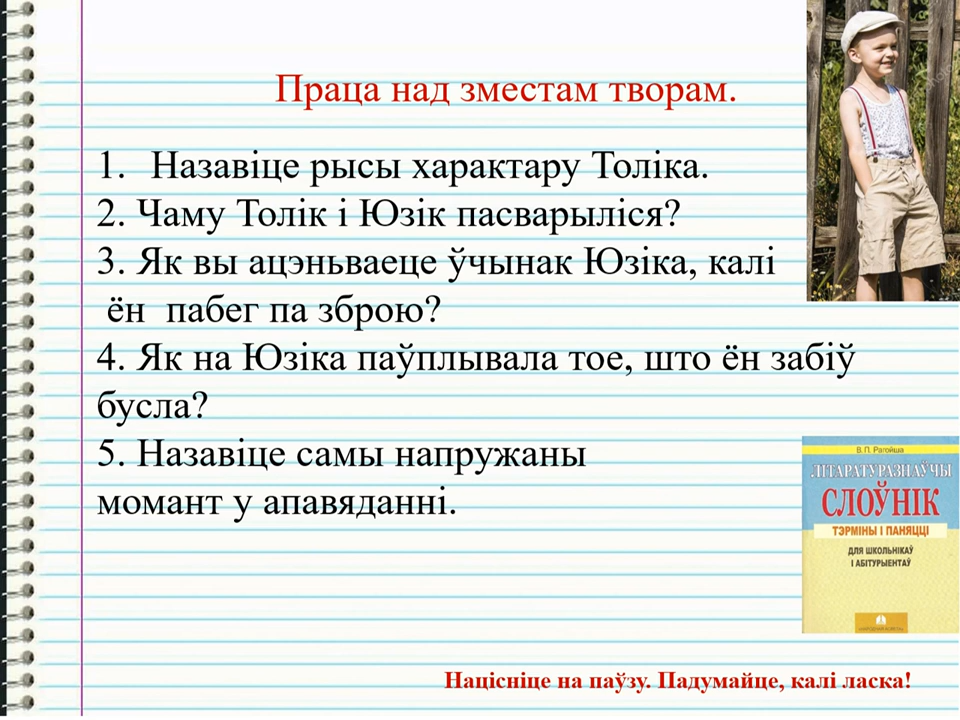 Праца над зместам творам.
1. Назавіце рысы характару Толіка.
2. Чаму Толік і Юзік пасварыліся?
3. Як вы ацэньваеце ўчынак Юзіка, калі
ён пабег па зброю?
4. Як на Юзіка паўплывала тое, што ён забіў
бусла?
5. Назавіце самы напружаны
момант у апавяданні.
В.П. Рагойша
ЛІТАРАТУРАЗНАЎЧЫ
СЛОЎНІК
ТЭРМІНЫ І ПАНЯЦЦІ
ДЛЯ ШКОЛЬНІКАЎ
І АБІТУРЫЕНТАЎ
Націсніце на паўзу. Падумайце, калі ласка!